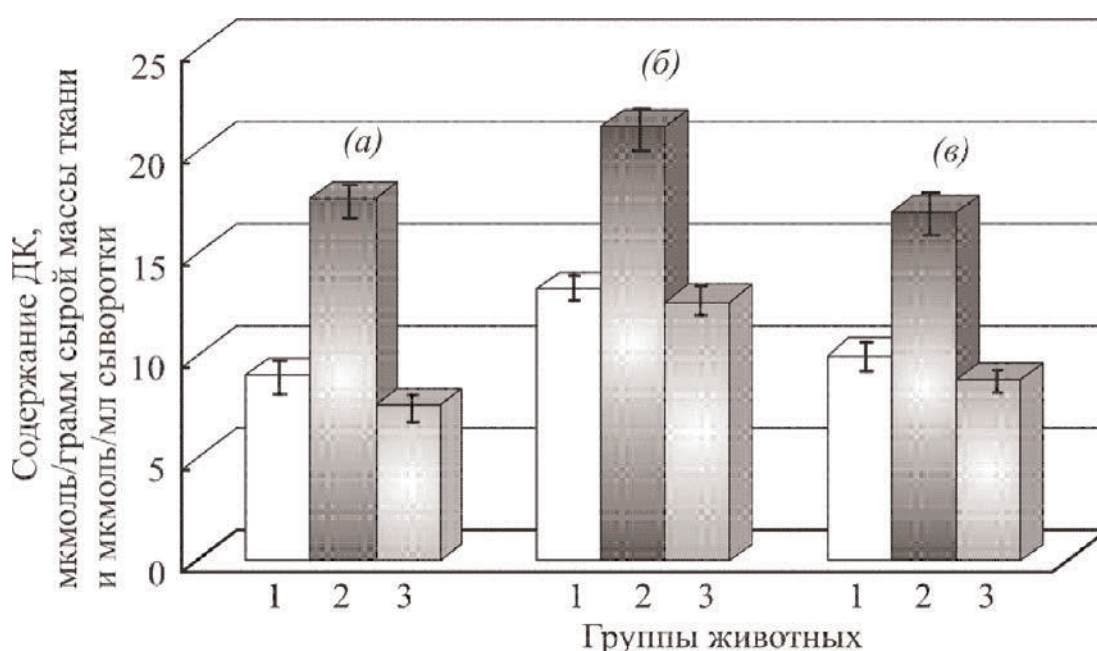 Содержание ДК,
мкмоль/грамм сырой массы ткани
и мкмоль/мл сыворотки
25
20
15
10
5
0
(а)
(б)
(в)
1 2 3 1 2 3 1 2 3
Группы животных